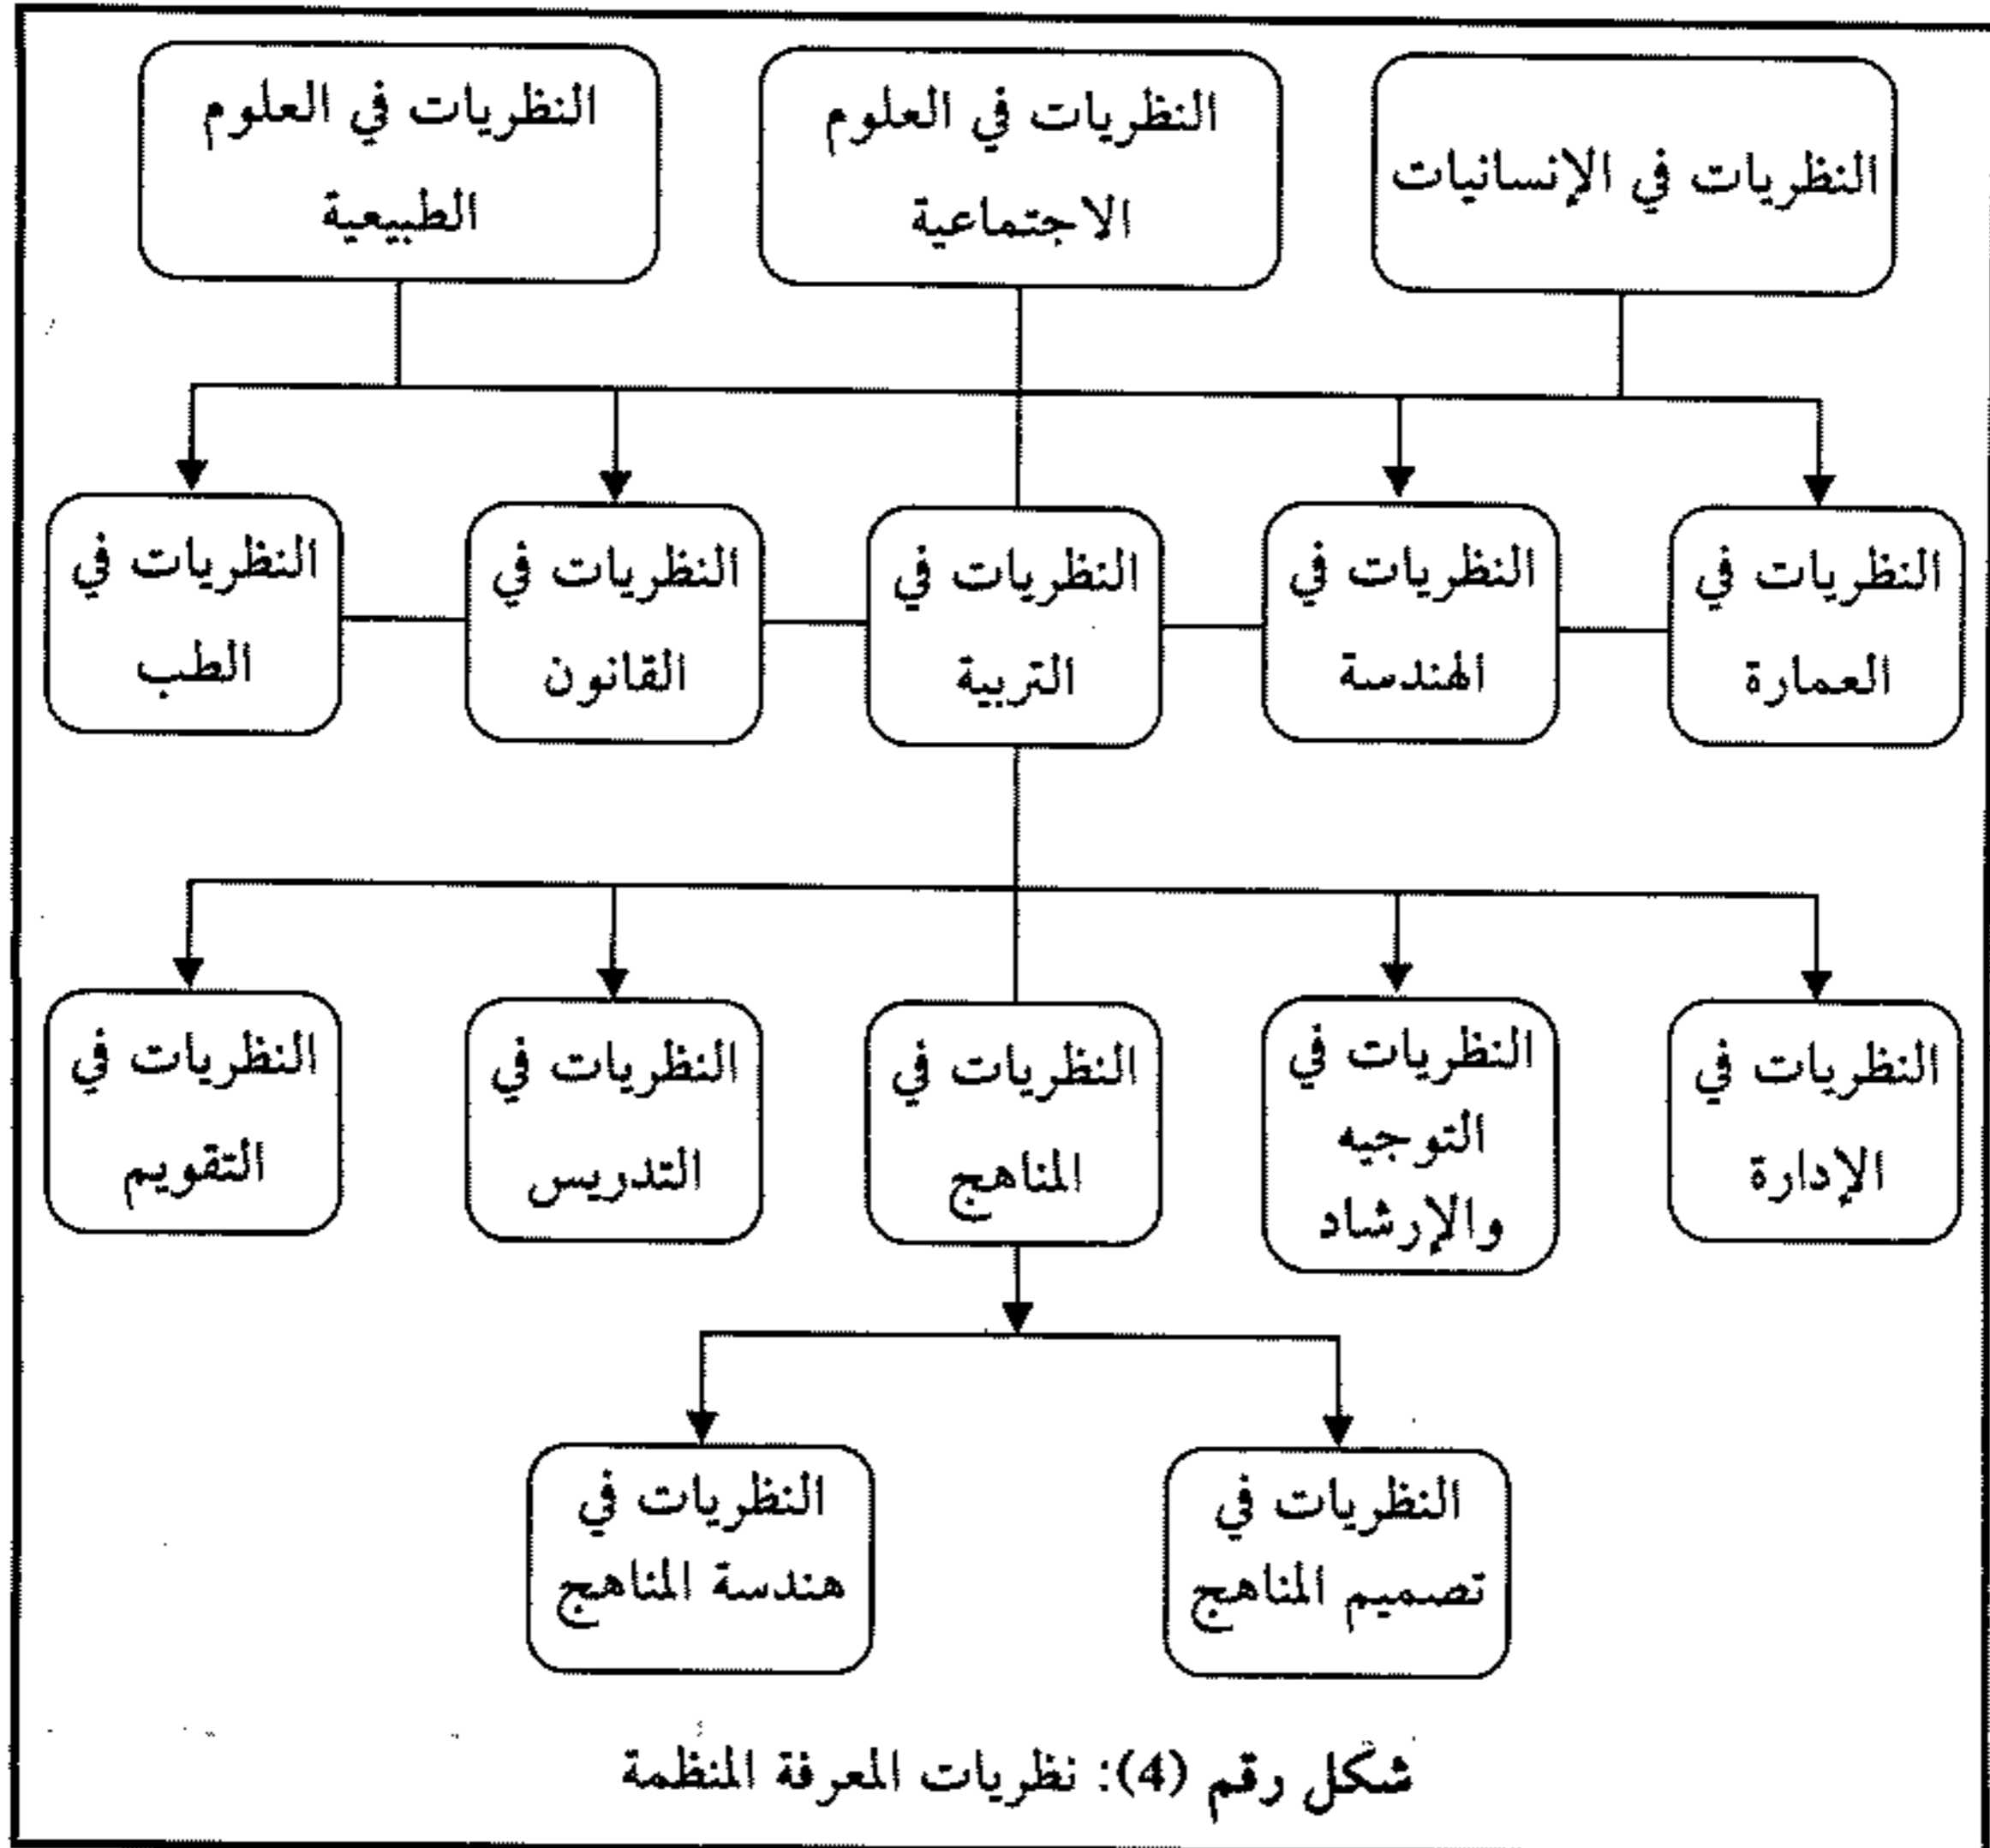 النظريات في الإنسانيات
النظريات في العلوم
الاجتماعية
النظريات في العلوم
الطبيعية
النظريات في
العمارة
النظريات في
الهندسة
النظريات في
التربية
النظريات في
القانون
النظريات في
الطب
النظريات في
الإدارة
النظريات في
التوجيه
والإرشاد
النظريات في
المناهج
النظريات في
التدريس
النظريات في
التقويم
النظريات في
تصميم المناهج
النظريات في
هندسة المناهج
شكل رقم (4): نظريات المعرفة المنظمة